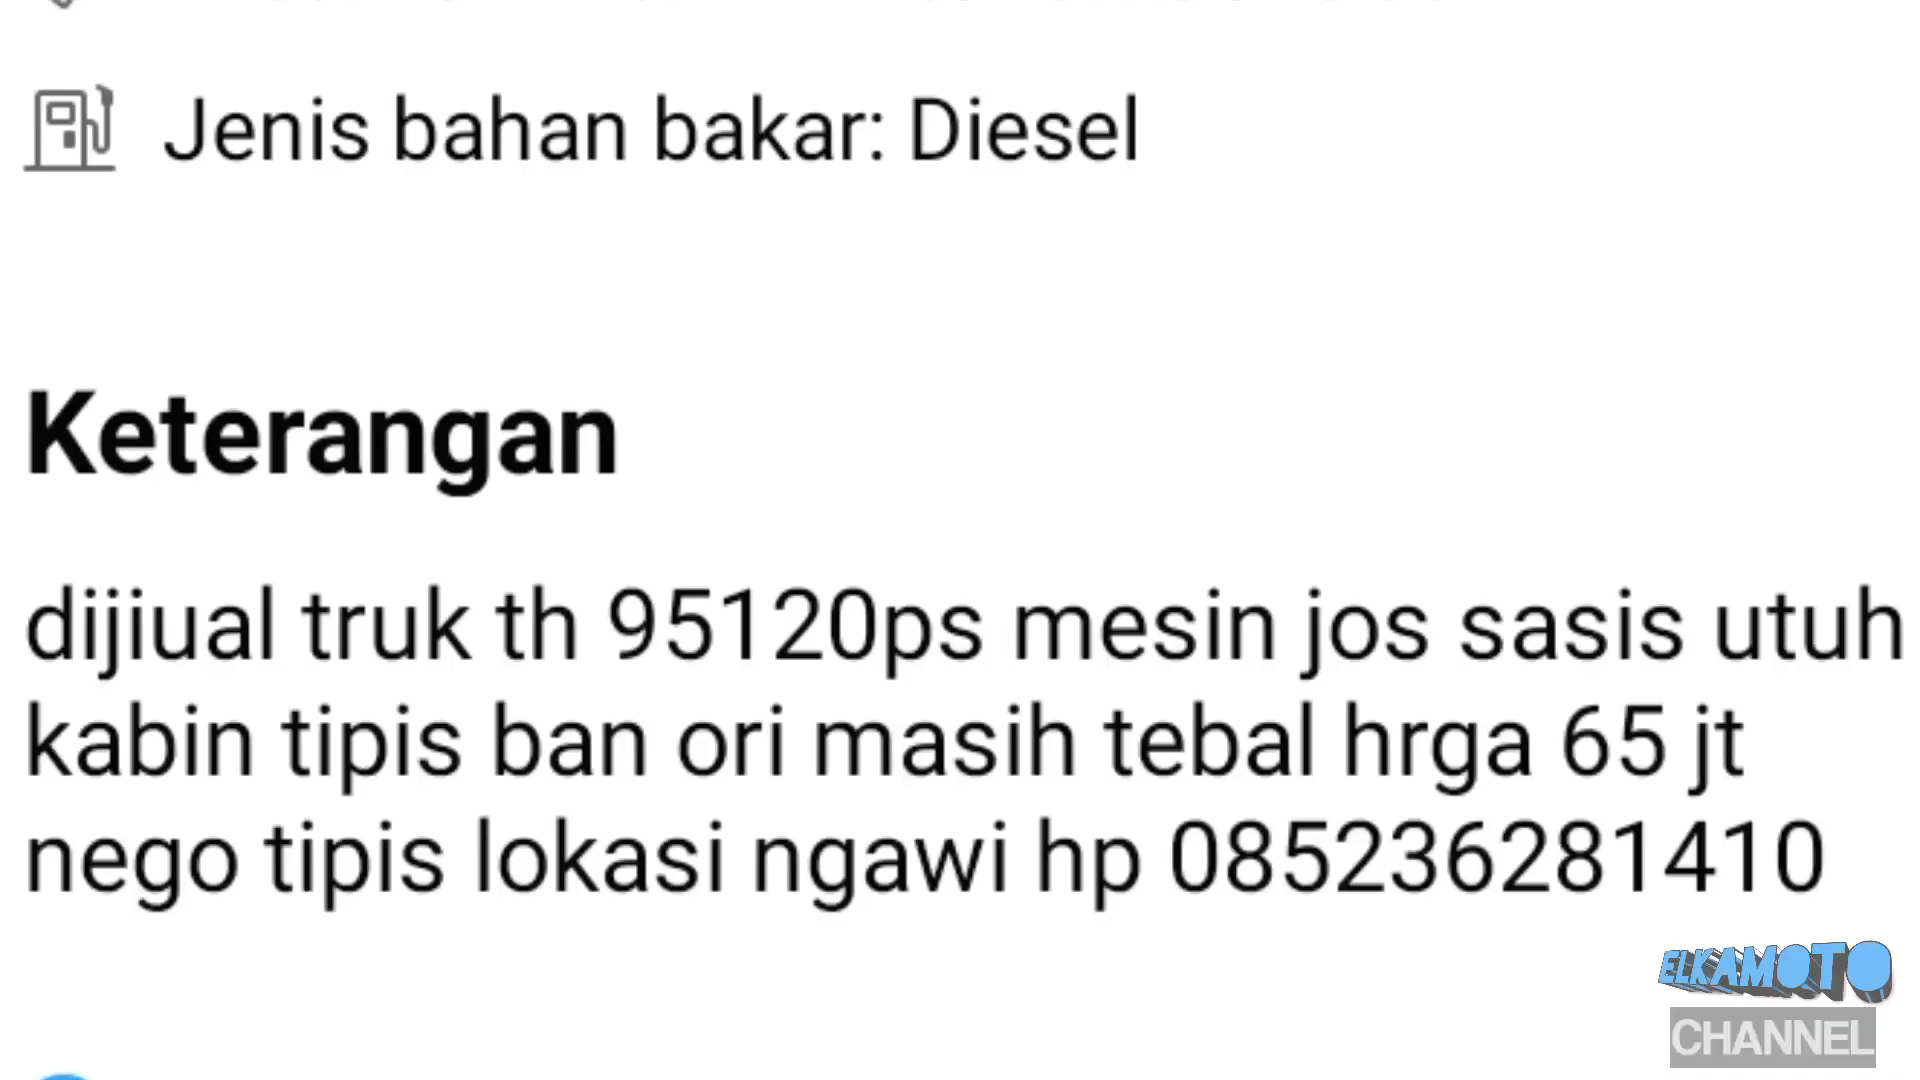 Jenis bahan bakar: Diesel
Keterangan
dijiual truk th 95120ps mesin jos sasis utuh
kabin tipis ban ori masih tebal hrga 65 jt
nego tipis lokasi ngawi hp 085236281410
ELKAMOTO
CHANNEL